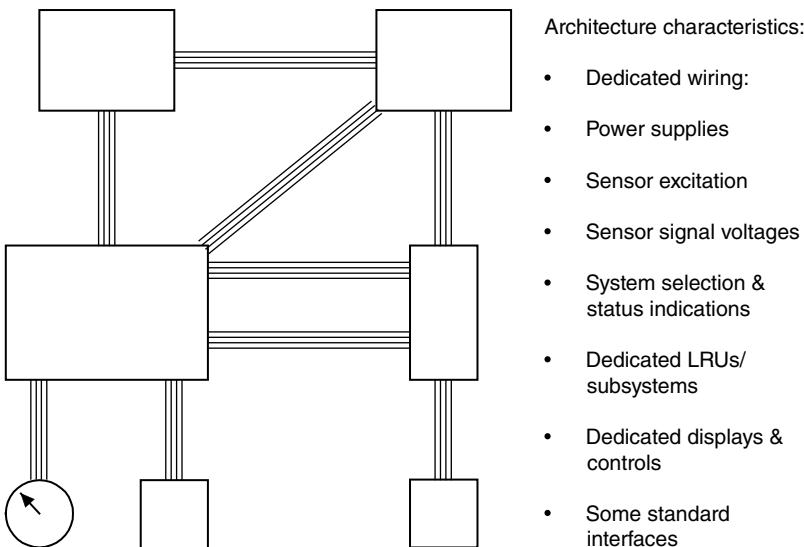 Architecture characteristics:
• Dedicated wiring:
• Power supplies
• Sensor excitation
• Sensor signal voltages
• System selection &
status indications
• Dedicated LRUs/
subsystems
• Dedicated displays &
controls
• Some standard
interfaces